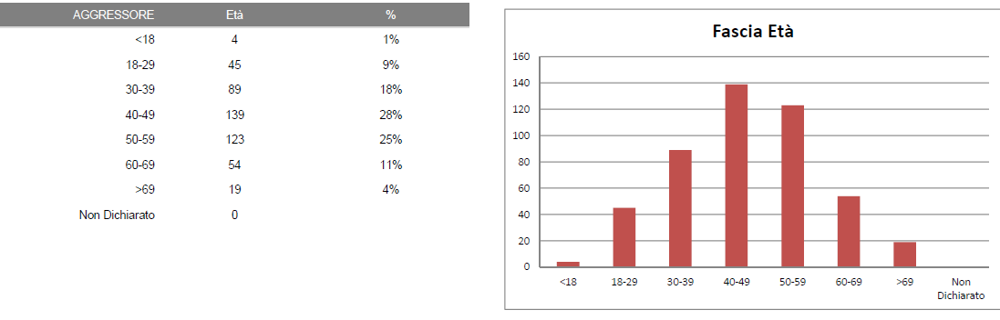 AGGRESSORE Età %
<18 4 1%
18-29 45 9%
30-39 89 18%
40-49 139 28%
50-59 123 25%
60-69 54 11%
>69 19 4%
Non Dichiarato 0
Fascia Età
160
140
120
100
80
60
40
20
0
<18 18-29 30-39 40-49 50-59 60-69 >69 Non
Dichiarato